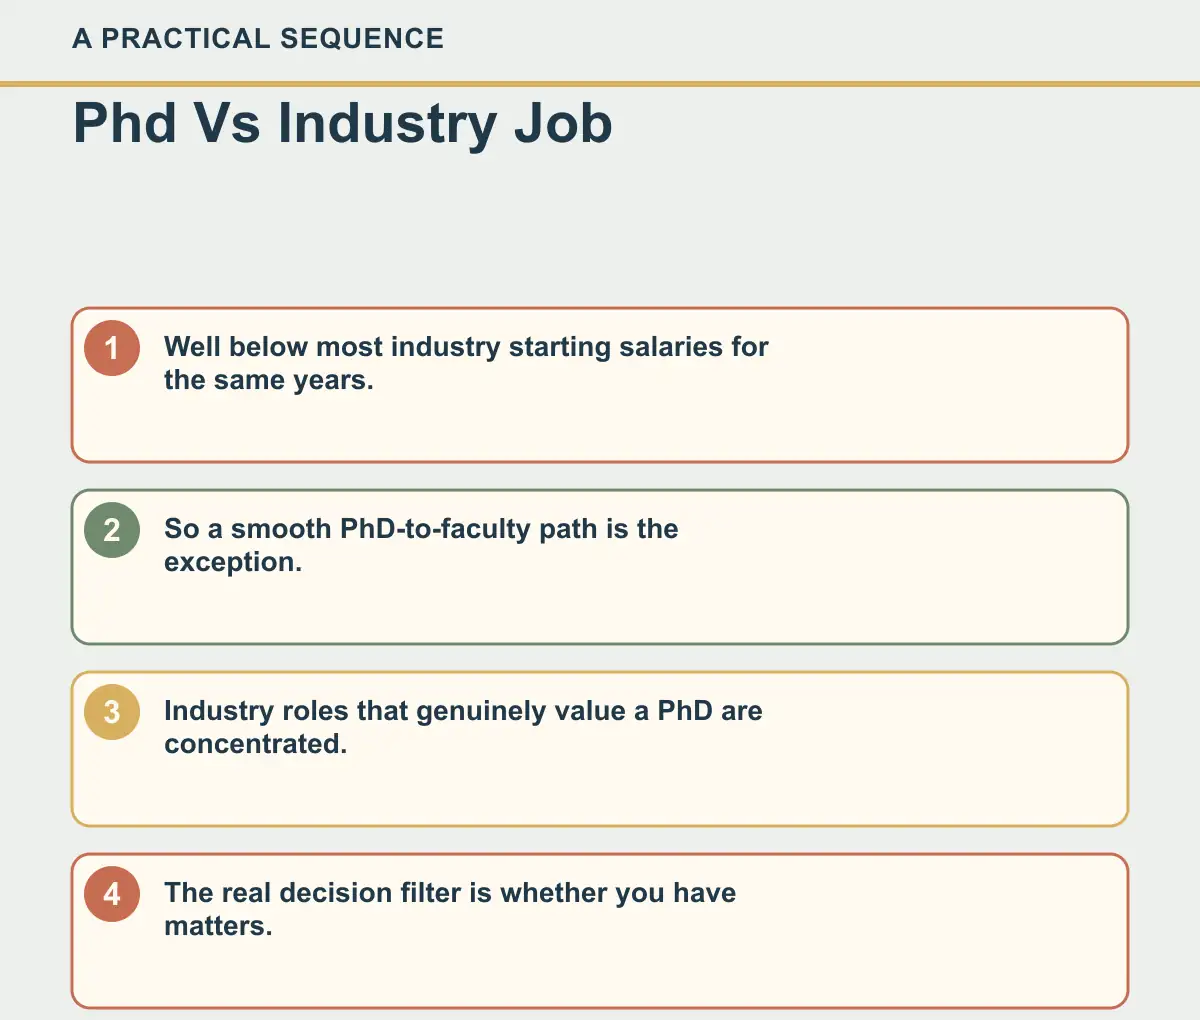 A PRACTICAL SEQUENCE
Phd Vs Industry Job
1
Well below most industry starting salaries for
the same years.
2
So a smooth PhD-to-faculty path is the
exception.
3
Industry roles that genuinely value a PhD are
concentrated.
4
The real decision filter is whether you have
matters.